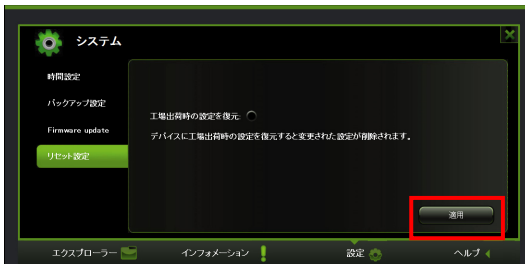 システム
時間設定
バックアップ設定
Firmware update
リセット設定
工場出荷時の設定を復元:
デバイスに工場出荷時の設定を復元すると変更された設定が削除されます。
適用
エクスプローラー
インフォメーション
設定
ヘルプ